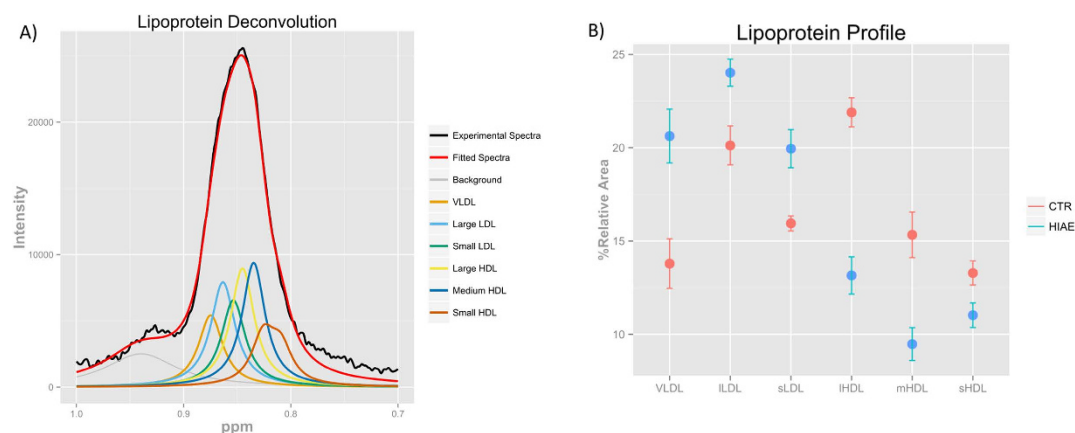 A)
Lipoprotein Deconvolution
20000
10000
0
Intensity
1.0 0.9 0.8 0.7
ppm
Experimental Spectra
Fitted Spectra
Background
VLDL
Large LDL
Small LDL
Large HDL
Medium HDL
Small HDL
B)
Lipoprotein Profile
25
20
15
10
%Relative Area
VLDL lLDL sLDL lHDL mHDL sHDL
CTR
HIAE